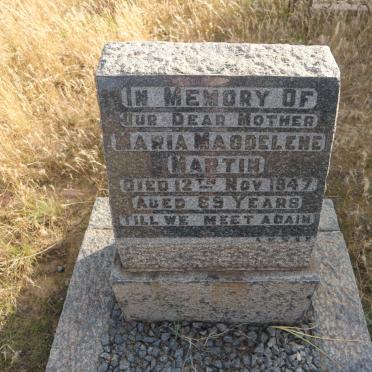 IN MEMORY OF
OUR DEAR MOTHER
MARIA MAGDELENE
MARTIN
DIED 12TH NOV 1947
AGED 69 YEARS
TILL WE MEET AGAIN